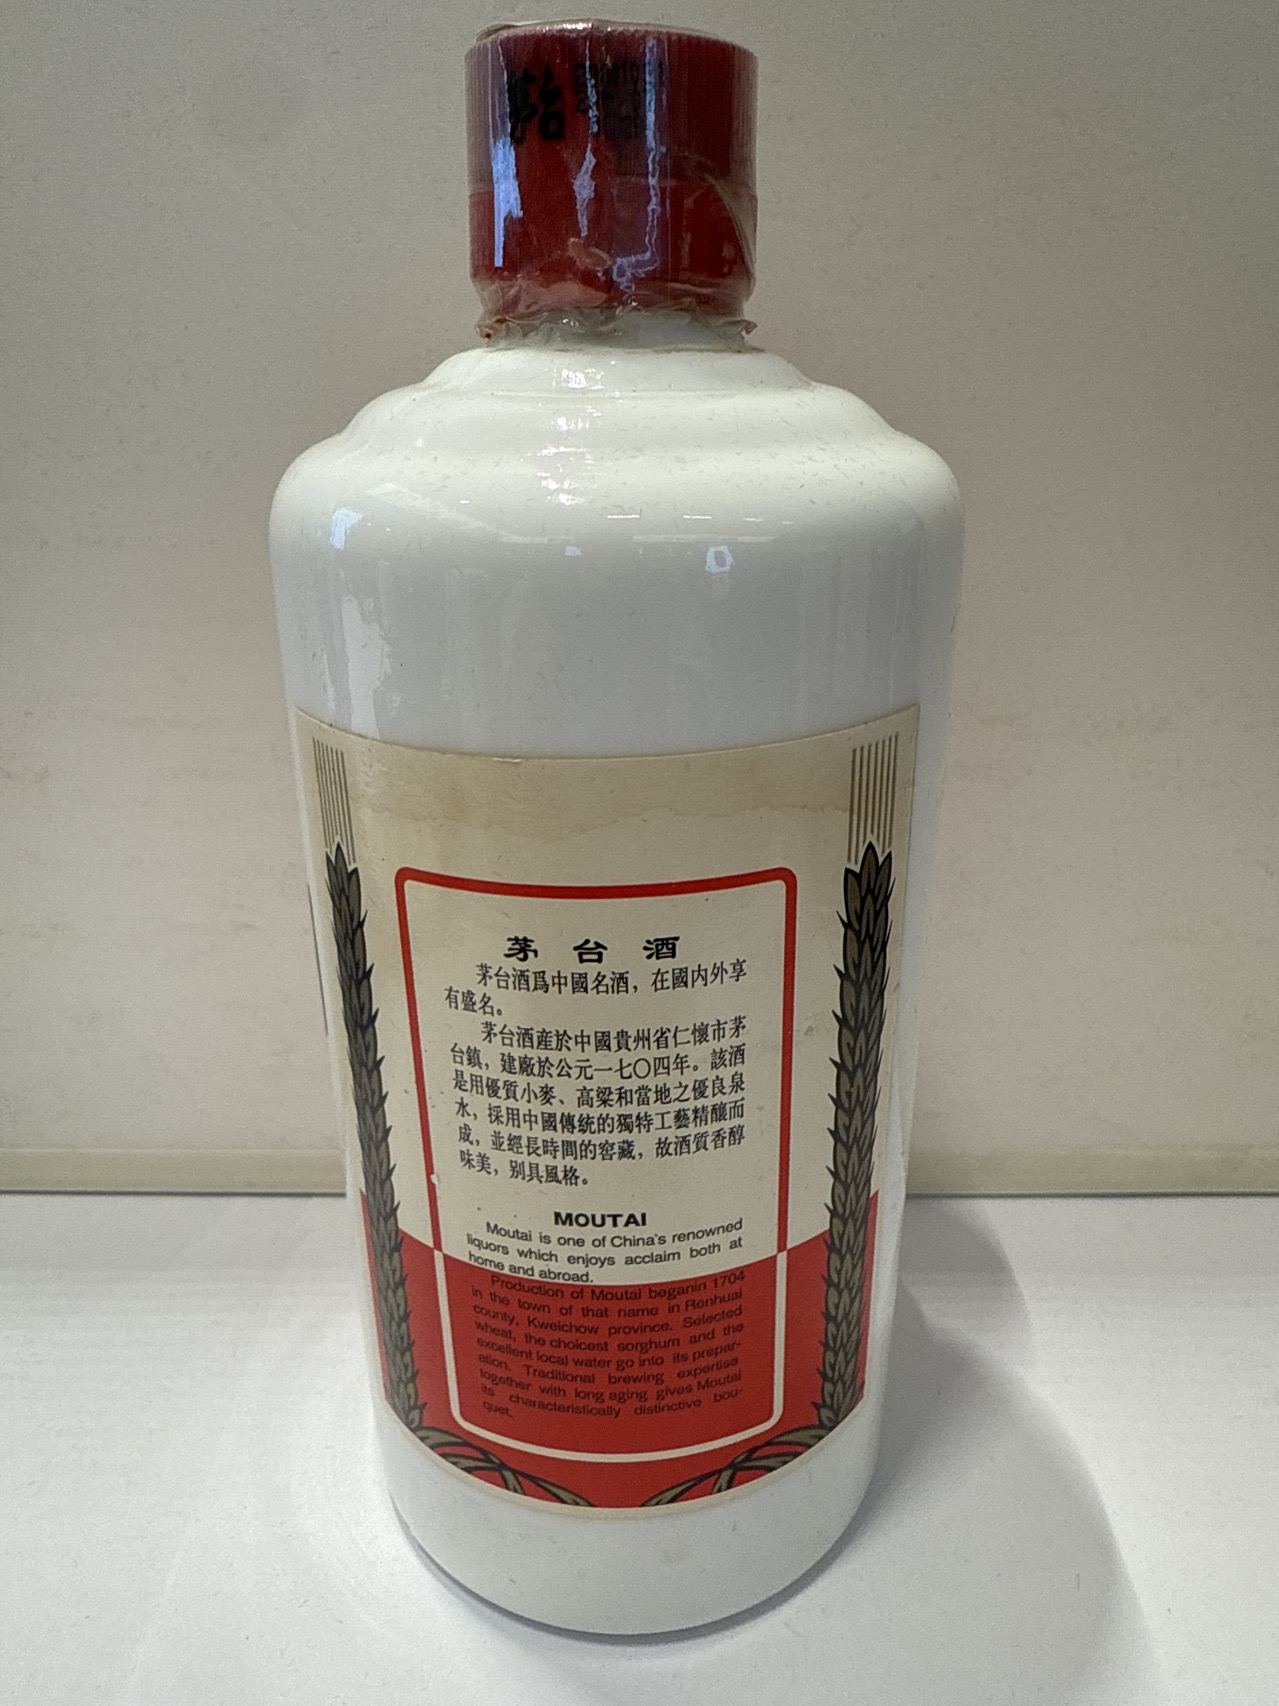 茅台
茅台酒
茅台酒爲中國名酒，在國内外享
有盛名。
茅台酒産於中國貴州省仁懷市茅
台鎮，建廠於公元一七〇四年。該酒
是用優質小麥、高粱和當地之優良泉
水，採用中國傳統的獨特工藝精釀而
成，並經長時間的窖藏，故酒質香醇
味美，别具風格。
MOUTAI
Moutai is one of China's renowned
liquors which enjoys acclaim both at
home and abroad.
Production of Moutai beganin 1704
in the town of that name in Renhuai
county, Kweichow province. Selected
wheat, the choicest sorghum and the
excellent local water go into its prepar-
ation. Traditional brewing expertise
together with long aging gives Moutai
its characteristically distinctive bou-
quet.